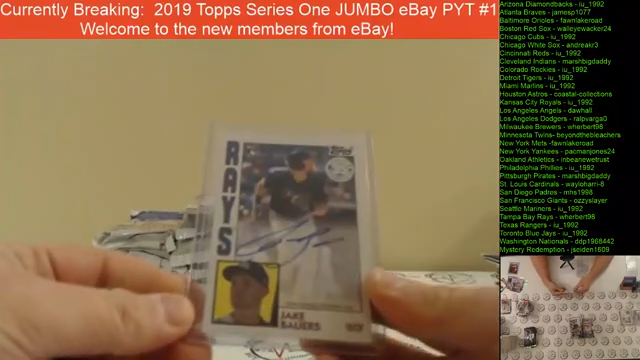 Currently Breaking: 2019 Topps Series One JUMBO eBay PYT #1
Welcome to the new members from eBay!
Topps
RAYS
JAKE
BAUERS
Arizona Diamondbacks - iu_1992
Atlanta Braves - jamesp1077
Baltimore Orioles - fawnlakeroad
Boston Red Sox - walleyewacker24
Chicago Cubs - iu_1992
Chicago White Sox - andreakr3
Cincinnati Reds - iu_1992
Cleveland Indians - marshbigdaddy
Colorado Rockies - iu_1992
Detroit Tigers - iu_1992
Miami Marlins - iu_1992
Houston Astros - coastal-collections
Kansas City Royals - iu_1992
Los Angeles Angels - dawhall
Los Angeles Dodgers - ralpvarga0
Milwaukee Brewers - wherbert98
Minnesota Twins- beyondthebleachers
New York Mets -fawnlakeroad
New York Yankees - pacmanjones24
Oakland Athletics - inbeanewetrust
Philadelphia Phillies - iu_1992
Pittsburgh Pirates - marshbigdaddy
St. Louis Cardinals - wayloharri-8
San Diego Padres - mhs1998
San Francisco Giants - ozzyslayer
Seattle Mariners - iu_1992
Tampa Bay Rays - wherbert98
Texas Rangers - iu_1992
Toronto Blue Jays - iu_1992
Washington Nationals - ddp1968442
Mystery Redemption - jseiden1609